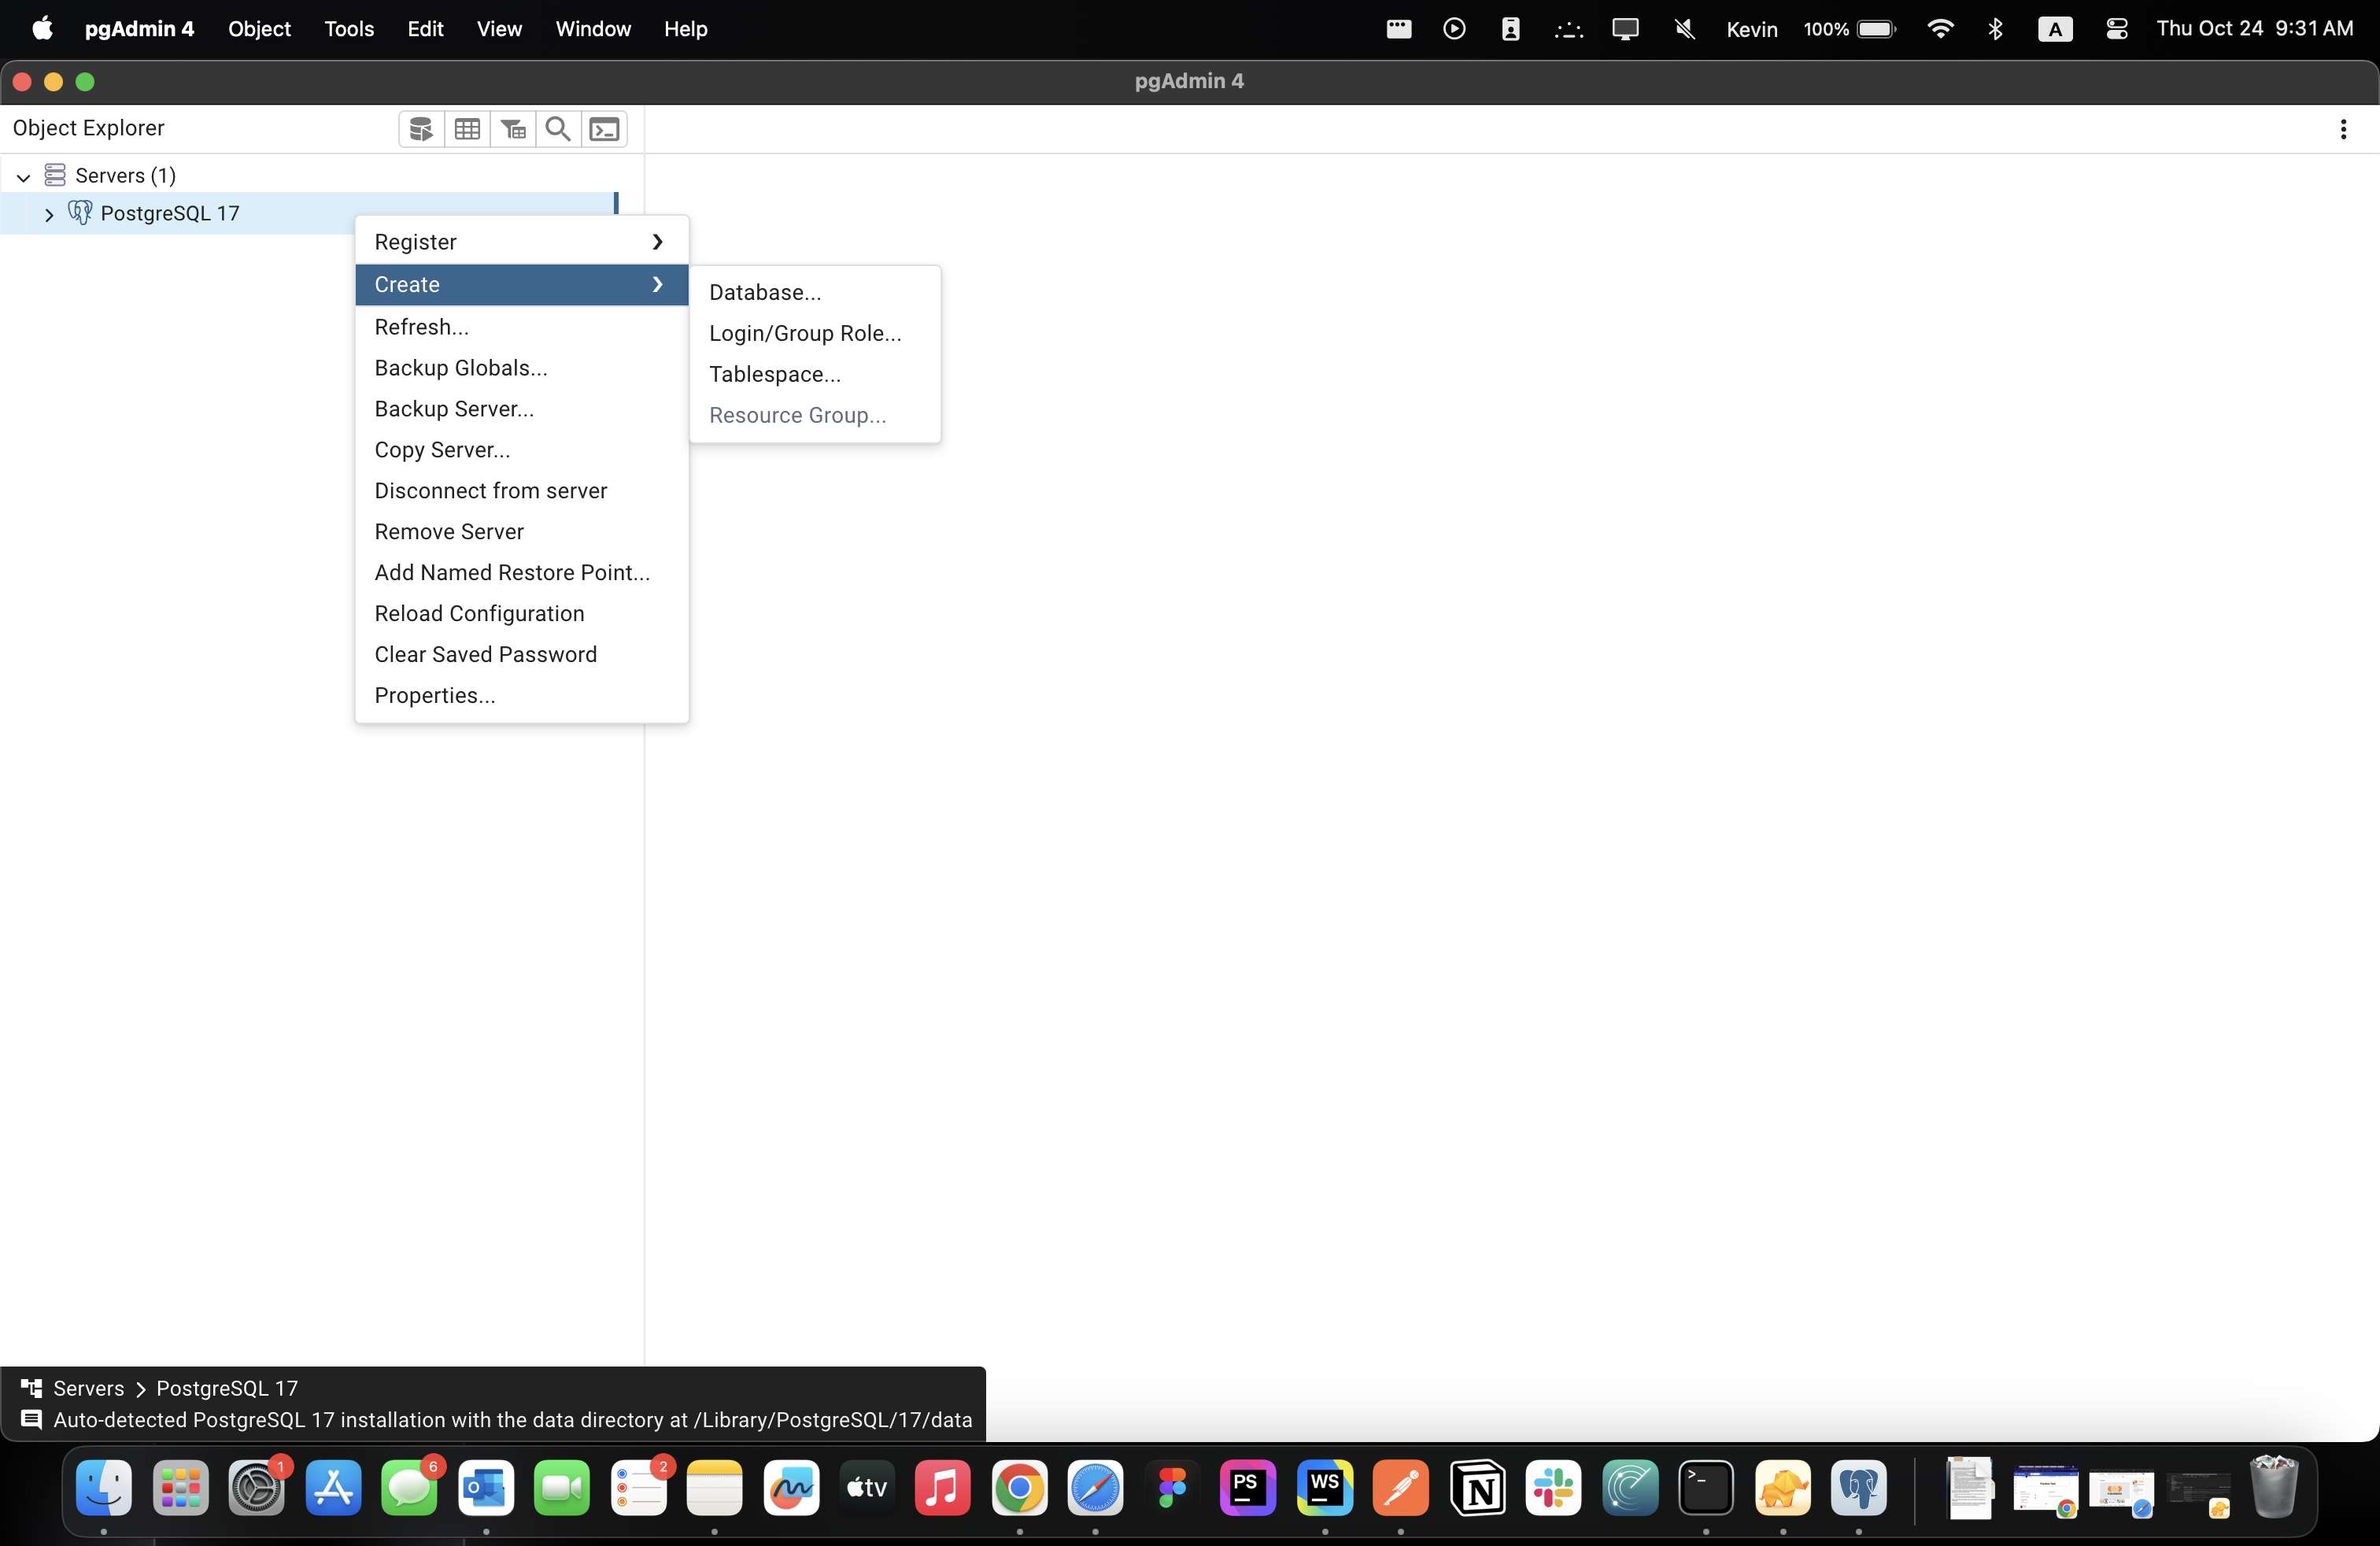 pgAdmin 4 Object Tools Edit View Window Help Kevin 100% A Thu Oct 24 9:31 AM
pgAdmin 4
Object Explorer
Servers (1)
PostgreSQL 17
Register
Create
Refresh...
Backup Globals...
Backup Server...
Copy Server...
Disconnect from server
Remove Server
Add Named Restore Point...
Reload Configuration
Clear Saved Password
Properties...
Database...
Login/Group Role...
Tablespace...
Resource Group...
Servers > PostgreSQL 17
Auto-detected PostgreSQL 17 installation with the data directory at /Library/PostgreSQL/17/data
1 6 2 tv PS WS N